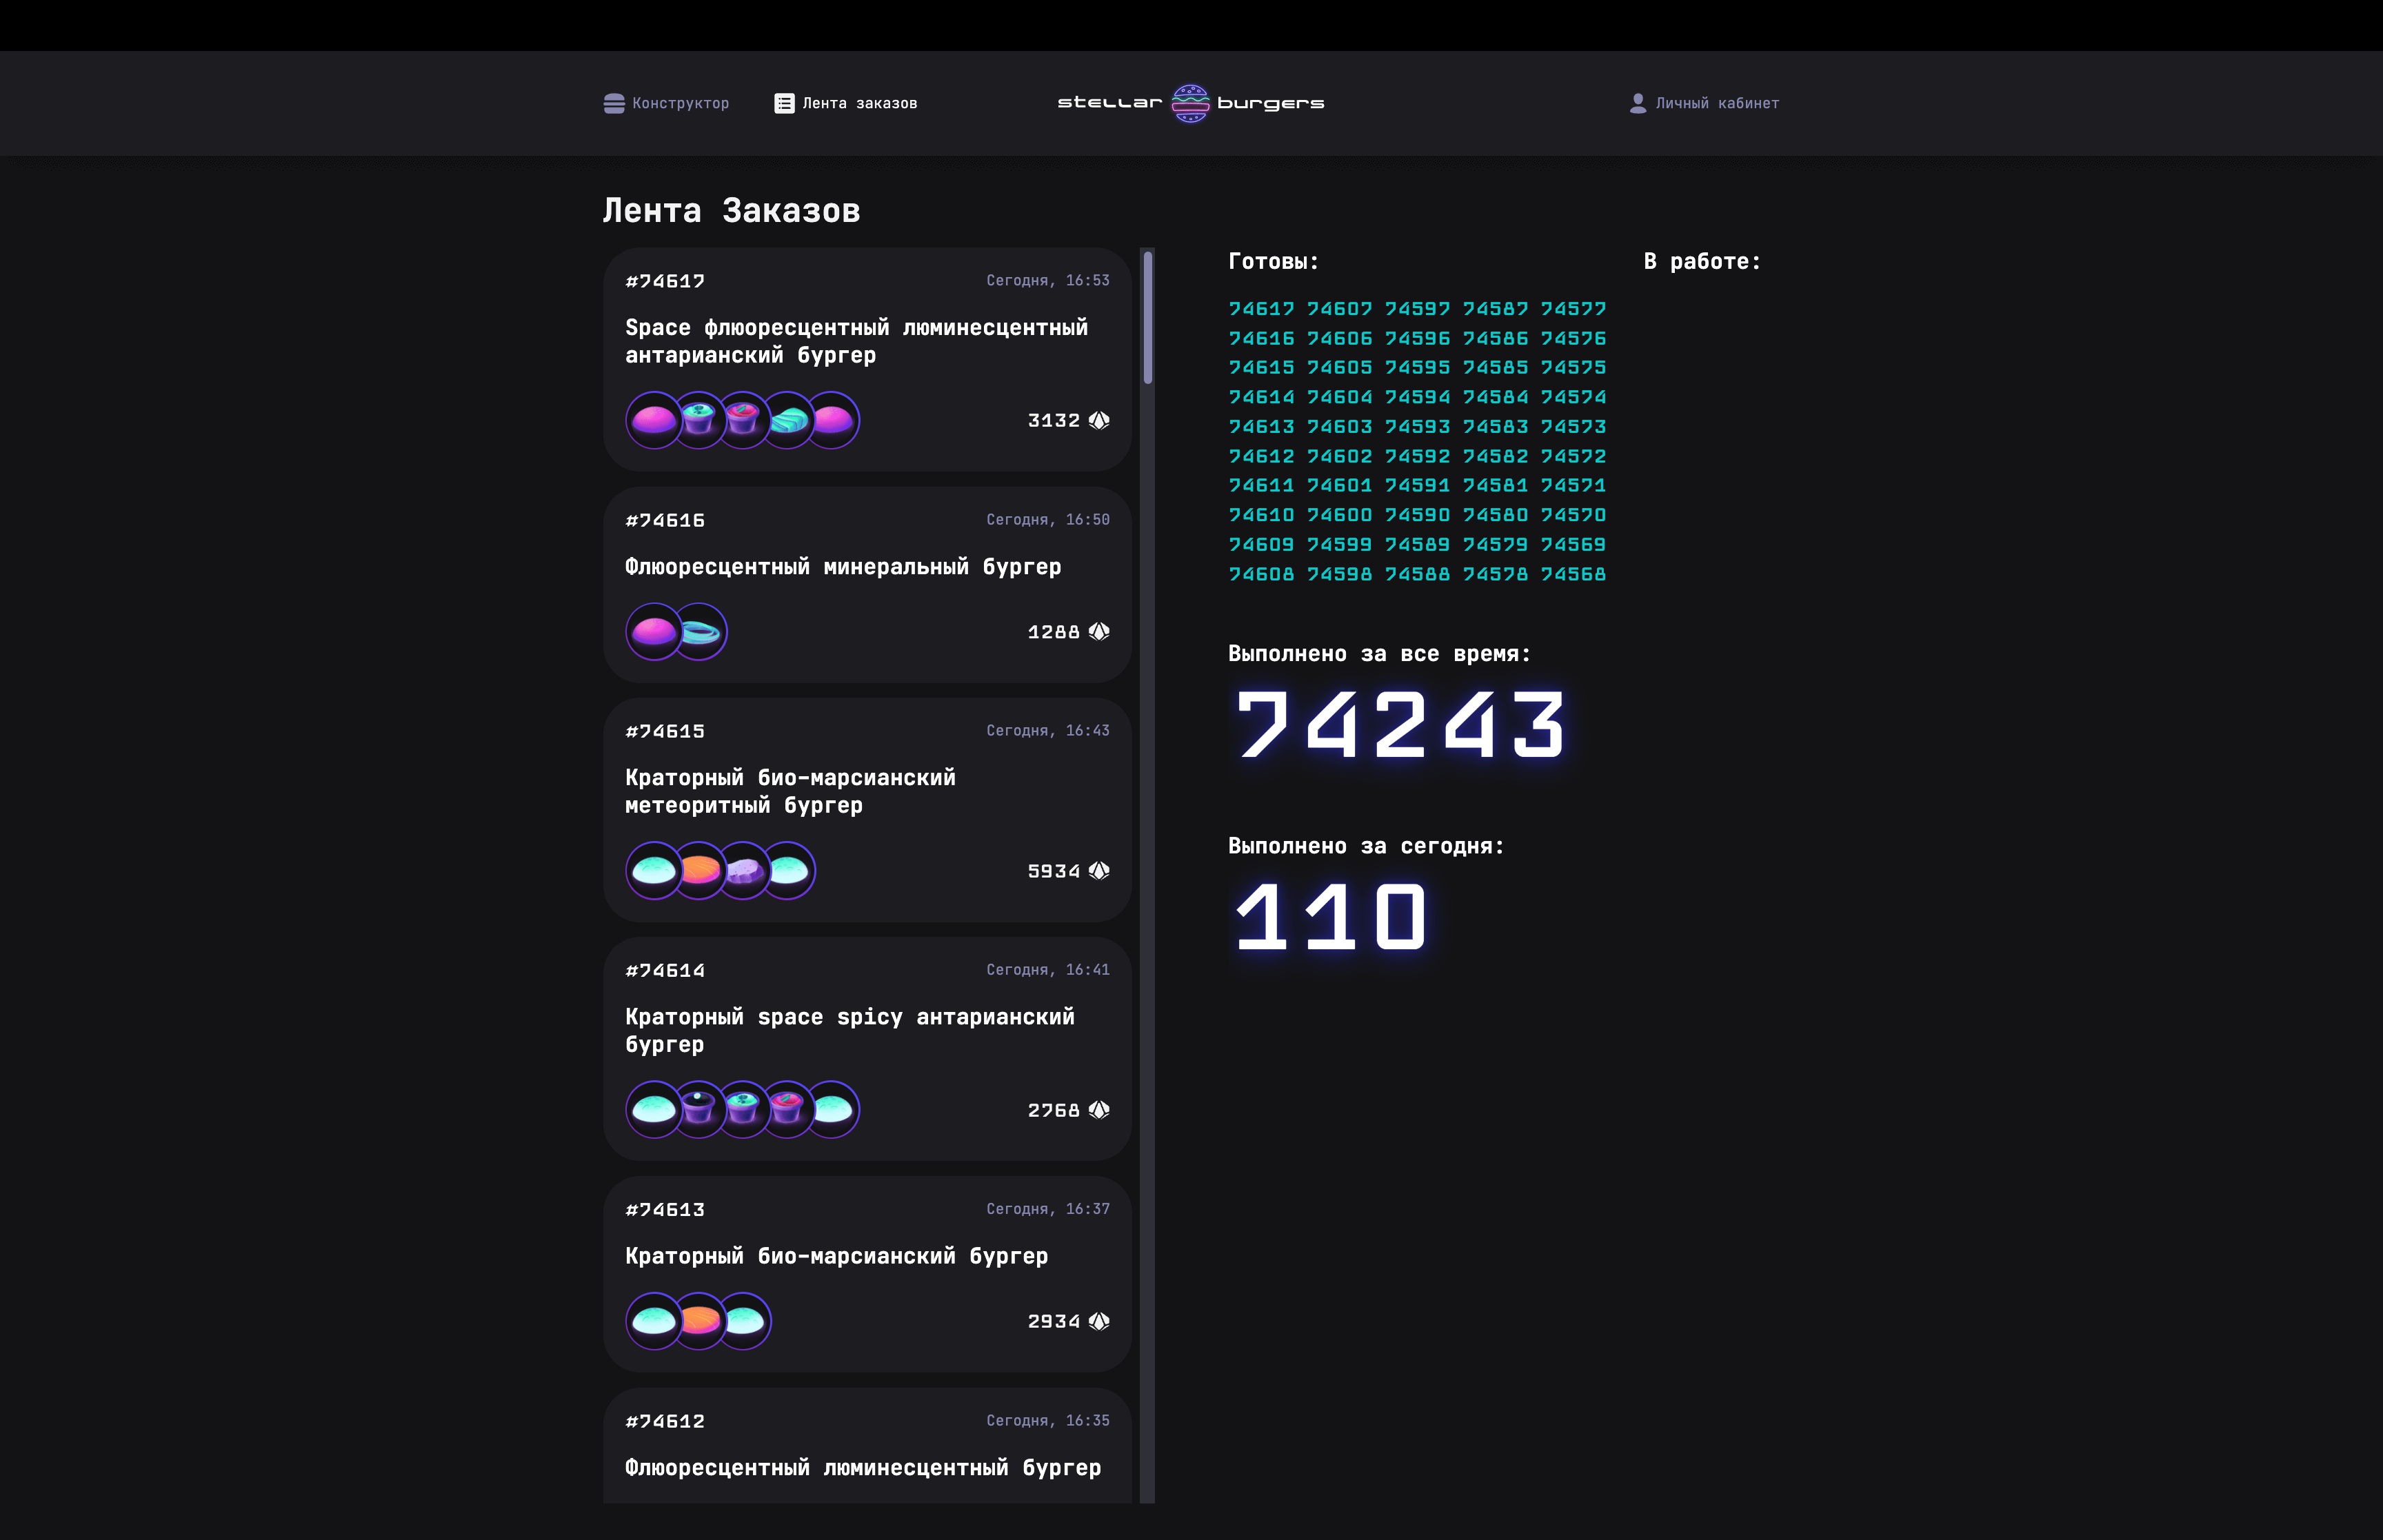 Конструктор
Лента заказов
stellar burgers
Личный кабинет
Лента Заказов
#74617
Сегодня, 16:53
Space флюоресцентный люминесцентный
антарианский бургер
3132
#74616
Сегодня, 16:50
Флюоресцентный минеральный бургер
1288
#74615
Сегодня, 16:43
Краторный био-марсианский
метеоритный бургер
5934
#74614
Сегодня, 16:41
Краторный space spicy антарианский
бургер
2768
#74613
Сегодня, 16:37
Краторный био-марсианский бургер
2934
#74612
Сегодня, 16:35
Флюоресцентный люминесцентный бургер
Готовы:
74617 74607 74597 74587 74577
74616 74606 74596 74586 74576
74615 74605 74595 74585 74575
74614 74604 74594 74584 74574
74613 74603 74593 74583 74573
74612 74602 74592 74582 74572
74611 74601 74591 74581 74571
74610 74600 74590 74580 74570
74609 74599 74589 74579 74569
74608 74598 74588 74578 74568
В работе:
Выполнено за все время:
74243
Выполнено за сегодня:
110